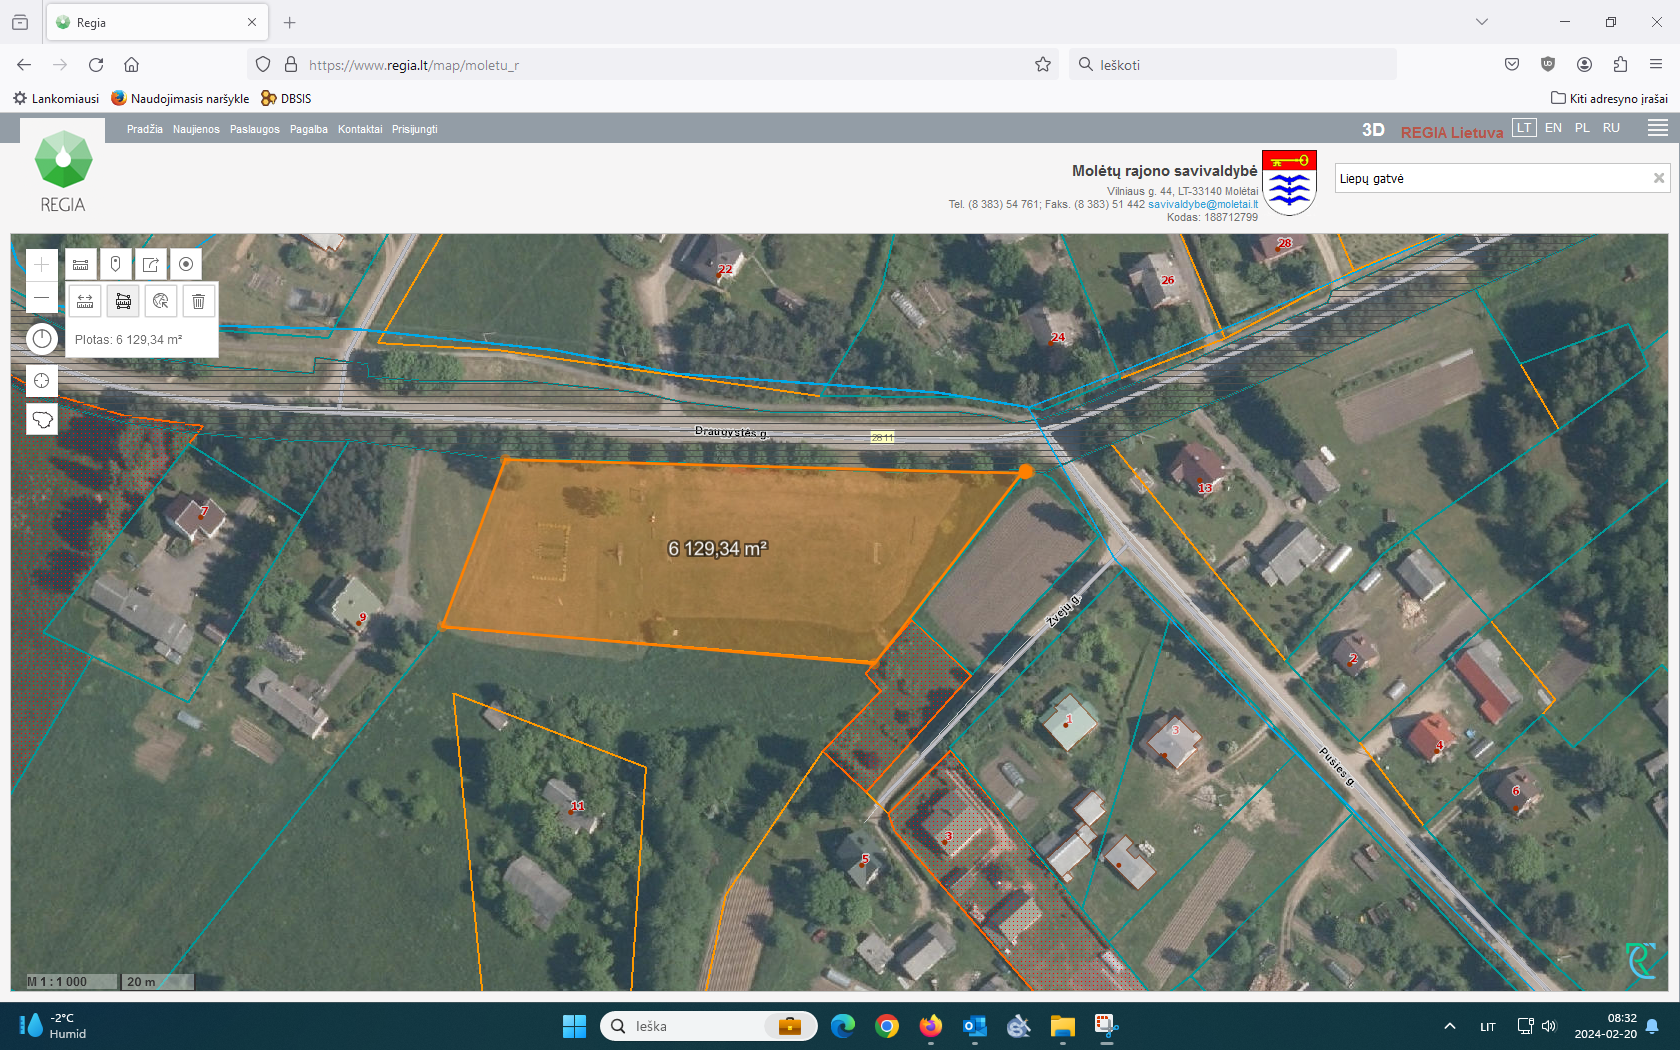 Regia
https://www.regia.lt/map/moletu_r
Ieškoti
Lankomiausi
Naudojimasis naršykle
DBSIS
Kiti adresyno įrašai
Pradžia Naujienos Paslaugos Pagalba Kontaktai Prisijungti
3D REGIA Lietuva LT EN PL RU
REGIA
Molėtų rajono savivaldybė
Vilniaus g. 44, LT-33140 Molėtai
Tel. (8 383) 54 761; Faks. (8 383) 51 442 savivaldybe@moletai.lt
Kodas: 188712799
Liepų gatvė
Plotas: 6 129,34 m²
22
28
26
24
Draugystės g.
2811
13
7
6 129,34 m²
9
Žvejų g.
2
1
3
4
Pušies g.
6
11
3
5
M 1 : 1 000
20 m
-2°C
Humid
Ieška
LIT
08:32
2024-02-20